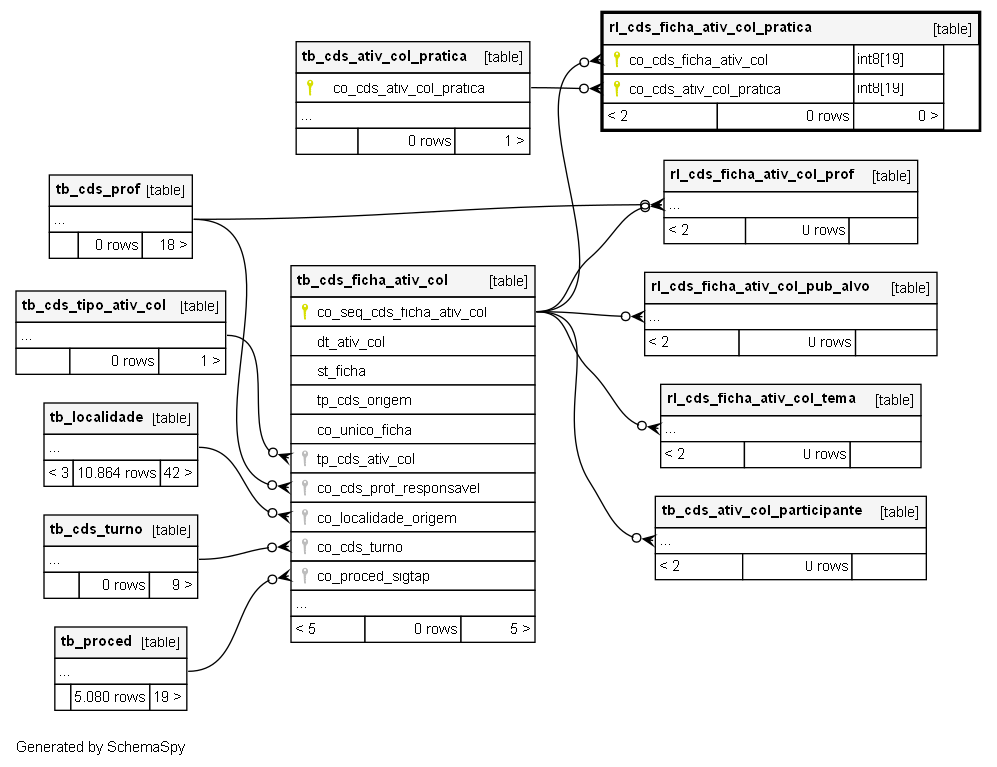 rl_cds_ficha_ativ_col_pratica [table]
co_cds_ficha_ativ_col int8[19]
co_cds_ativ_col_pratica int8[19]
< 2 0 rows 0 >
tb_cds_ativ_col_pratica [table]
co_cds_ativ_col_pratica
...
0 rows 1 >
rl_cds_ficha_ativ_col_prof [table]
...
< 2 0 rows
tb_cds_prof [table]
...
0 rows 18 >
tb_cds_ficha_ativ_col [table]
co_seq_cds_ficha_ativ_col
dt_ativ_col
st_ficha
tp_cds_origem
co_unico_ficha
tp_cds_ativ_col
co_cds_prof_responsavel
co_localidade_origem
co_cds_turno
co_proced_sigtap
...
< 5 0 rows 5 >
rl_cds_ficha_ativ_col_pub_alvo [table]
...
< 2 0 rows
tb_cds_tipo_ativ_col [table]
...
0 rows 1 >
rl_cds_ficha_ativ_col_tema [table]
...
< 2 0 rows
tb_localidade [table]
...
< 3 10.864 rows 42 >
tb_cds_ativ_col_participante [table]
...
< 2 0 rows
tb_cds_turno [table]
...
0 rows 9 >
tb_proced [table]
...
5.080 rows 19 >
Generated by SchemaSpy